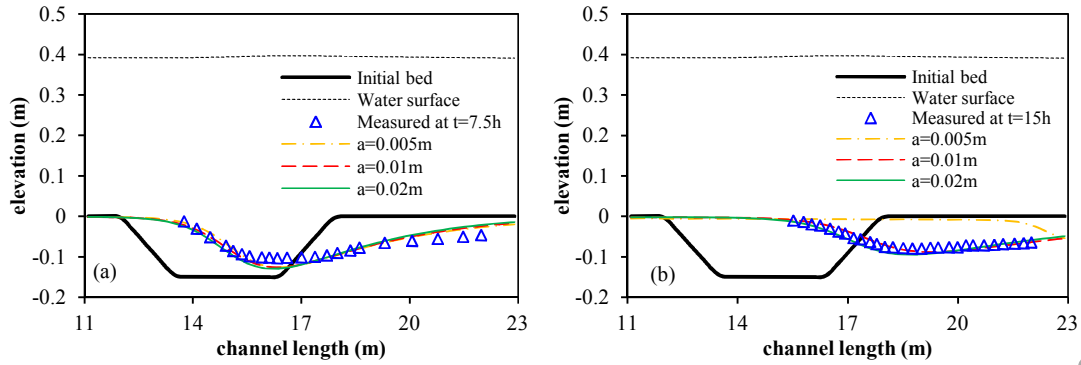 0.5
0.4
0.3
0.2
0.1
0
-0.1
-0.2
elevation (m)
Initial bed
Water surface
Measured at t=7.5h
a=0.005m
a=0.01m
a=0.02m
(a)
11 14 17 20 23
channel length (m)
0.5
0.4
0.3
0.2
0.1
0
-0.1
-0.2
elevation (m)
Initial bed
Water surface
Measured at t=15h
a=0.005m
a=0.01m
a=0.02m
(b)
11 14 17 20 23
channel length (m)